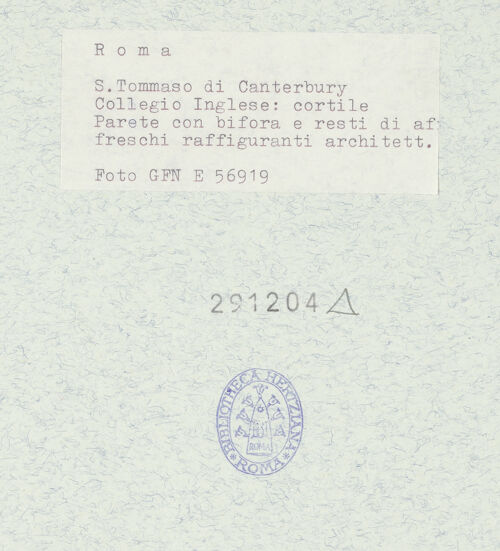 Roma
S.Tommaso di Canterbury
Collegio Inglese: cortile
Parete con bifora e resti di af
freschi raffiguranti architett.
Foto GFN E 56919
291204
BIBLIOTHECA HERTZIANA
ROMA
* ROMA *